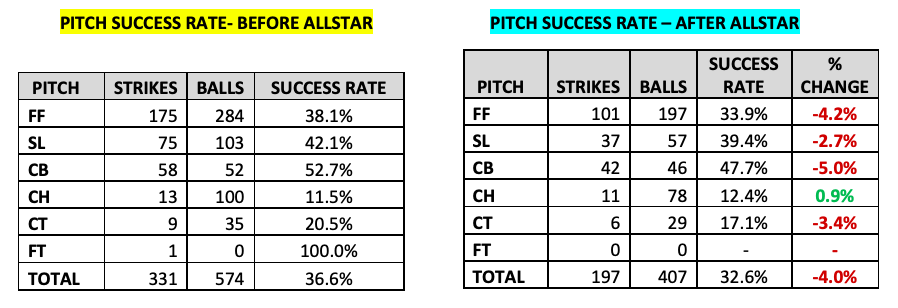 PITCH SUCCESS RATE- BEFORE ALLSTAR
PITCH STRIKES BALLS SUCCESS RATE
FF 175 284 38.1%
SL 75 103 42.1%
CB 58 52 52.7%
CH 13 100 11.5%
CT 9 35 20.5%
FT 1 0 100.0%
TOTAL 331 574 36.6%
PITCH SUCCESS RATE – AFTER ALLSTAR
SUCCESS %
PITCH STRIKES BALLS RATE CHANGE
FF 101 197 33.9% -4.2%
SL 37 57 39.4% -2.7%
CB 42 46 47.7% -5.0%
CH 11 78 12.4% 0.9%
CT 6 29 17.1% -3.4%
FT 0 0 - -
TOTAL 197 407 32.6% -4.0%